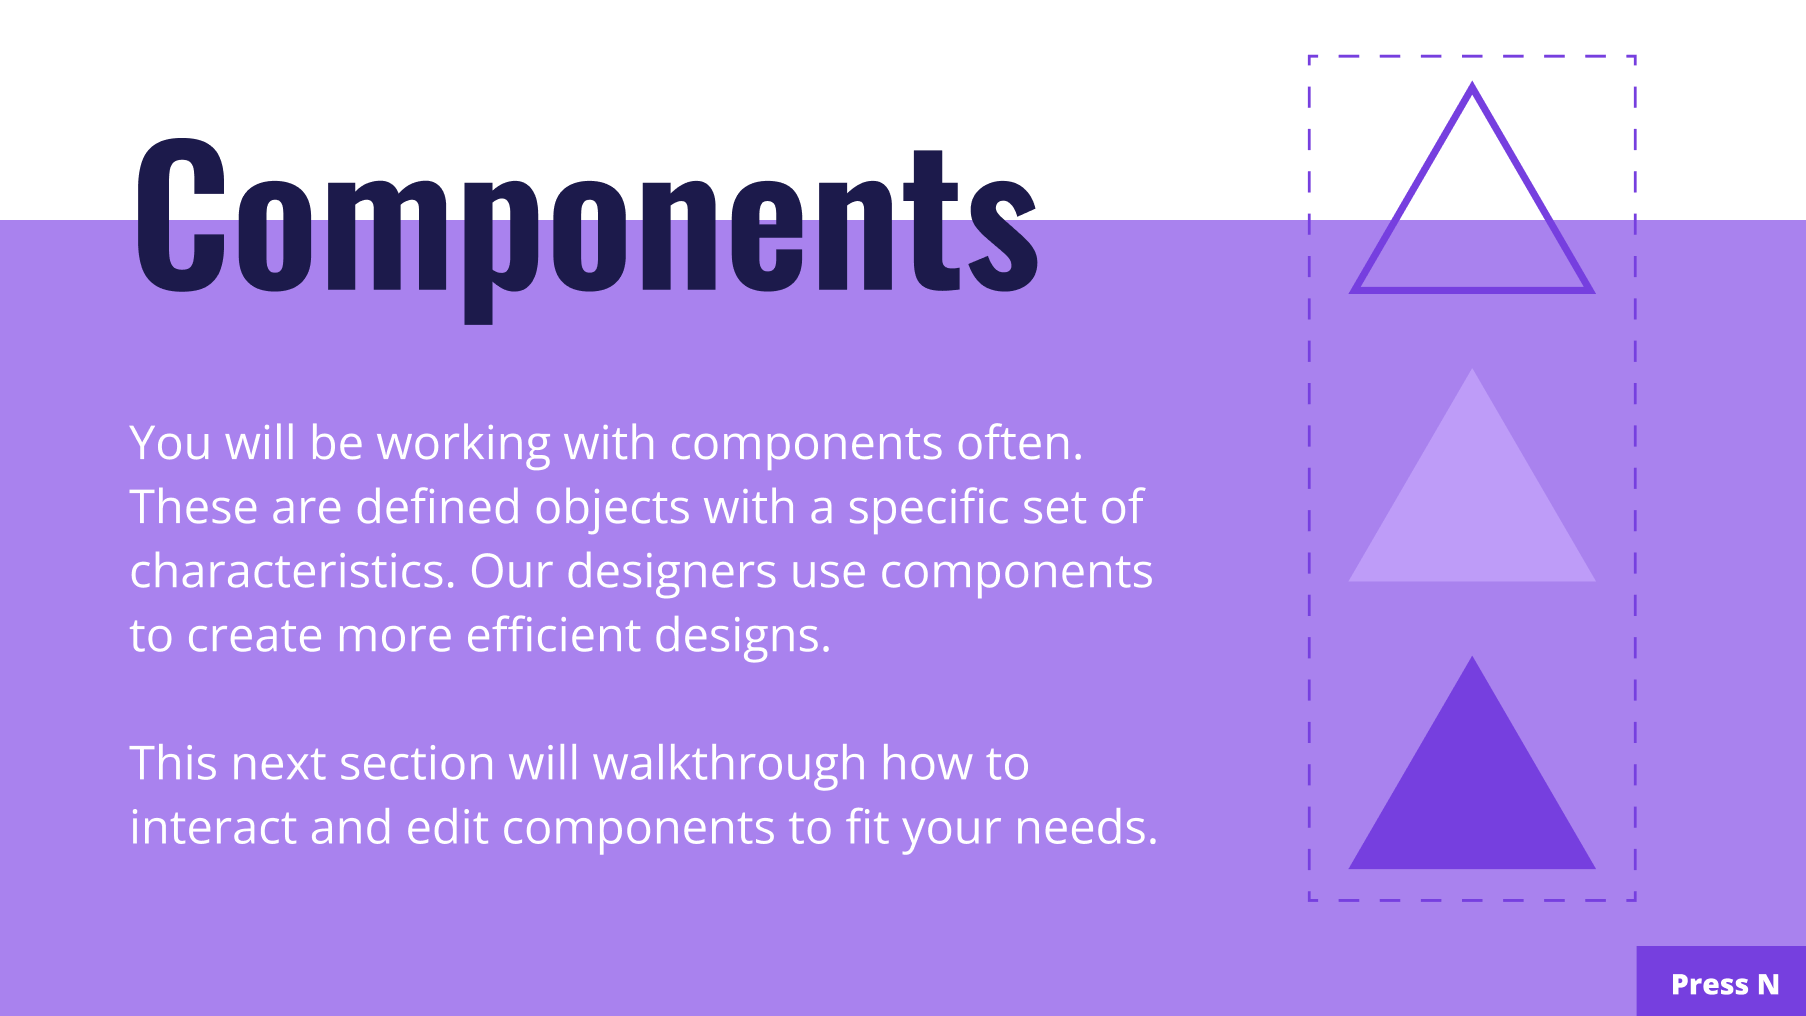 Components
You will be working with components often.
These are defined objects with a specific set of
characteristics. Our designers use components
to create more efficient designs.
This next section will walkthrough how to
interact and edit components to fit your needs.
Press N